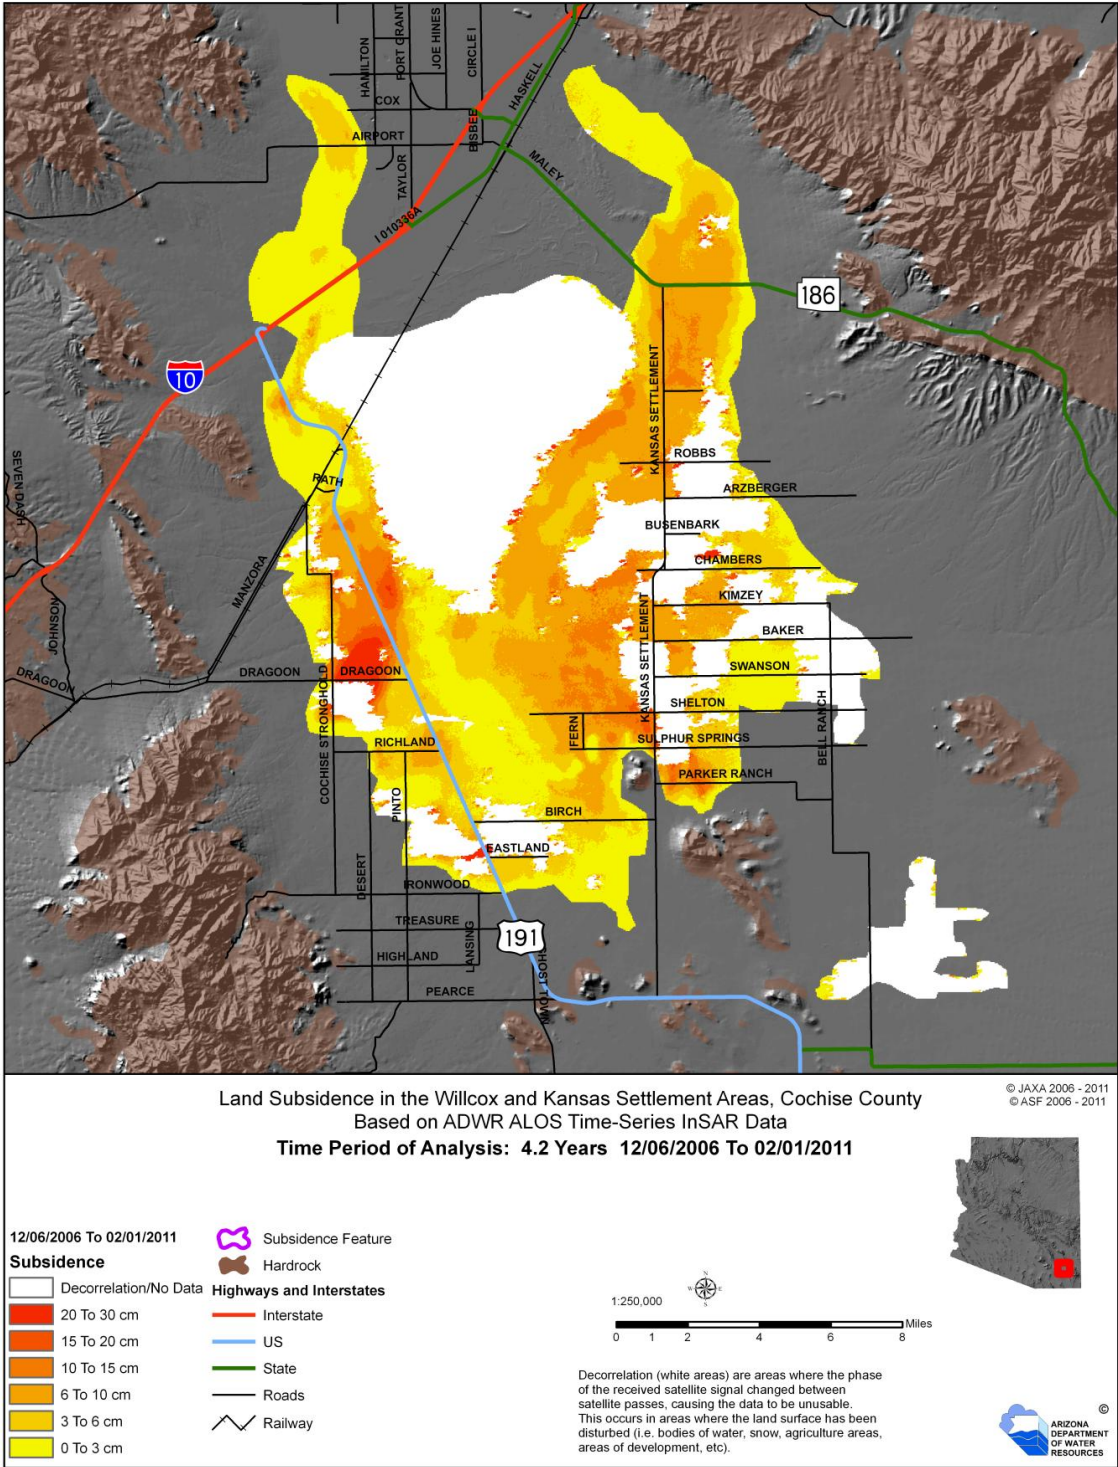 HAMILTON
FORT GRANT
JOE HINES
CIRCLE I
HASKELL
COX
BISBEE
AIRPORT
TAYLOR
MALEY
I 010336A
186
10
KANSAS SETTLEMENT
ROBBS
SEVEN DASH
RATH
ARZBERGER
BUSENBARK
MANZORA
CHAMBERS
KIMZEY
JOHNSON
KANSAS SETTLEMENT
BAKER
DRAGOON
DRAGOON
DRAGOON
SWANSON
COCHISE STRONGHOLD
SHELTON
BELL RANCH
FERN
RICHLAND
SULPHUR SPRINGS
PARKER RANCH
PINTO
BIRCH
EASTLAND
DESERT
IRONWOOD
TREASURE
LANSING
191
HIGHLAND
GHOST TOWN
PEARCE
Land Subsidence in the Willcox and Kansas Settlement Areas, Cochise County
Based on ADWR ALOS Time-Series InSAR Data
Time Period of Analysis: 4.2 Years 12/06/2006 To 02/01/2011
© JAXA 2006 - 2011
© ASF 2006 - 2011
12/06/2006 To 02/01/2011
Subsidence
Decorrelation/No Data
20 To 30 cm
15 To 20 cm
10 To 15 cm
6 To 10 cm
3 To 6 cm
0 To 3 cm
Subsidence Feature
Hardrock
Highways and Interstates
Interstate
US
State
Roads
Railway
N
W E
S
1:250,000
Miles
0 1 2 4 6 8
Decorrelation (white areas) are areas where the phase
of the received satellite signal changed between
satellite passes, causing the data to be unusable.
This occurs in areas where the land surface has been
disturbed (i.e. bodies of water, snow, agriculture areas,
areas of development, etc).
©
ARIZONA
DEPARTMENT
OF WATER
RESOURCES